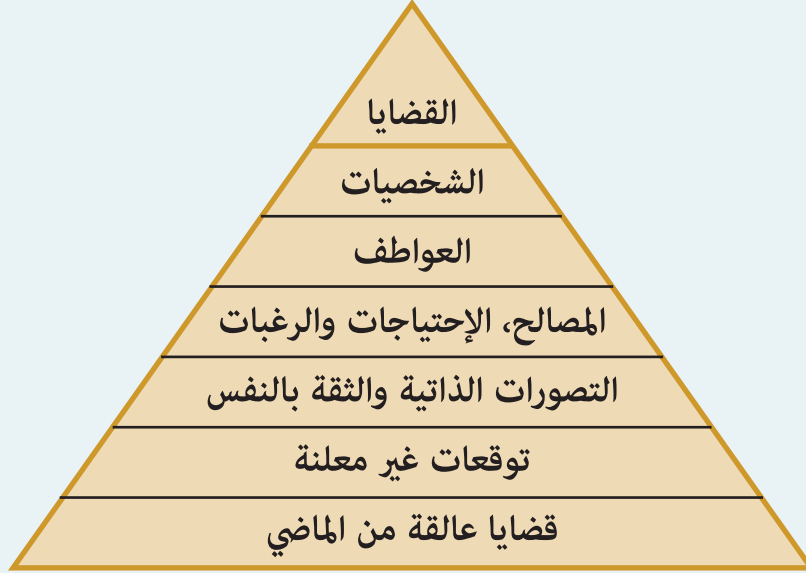 القضايا
الشخصيات
العواطف
المصالح، الإحتياجات والرغبات
التصورات الذاتية والثقة بالنفس
توقعات غير معلنة
قضايا عالقة من الماضي